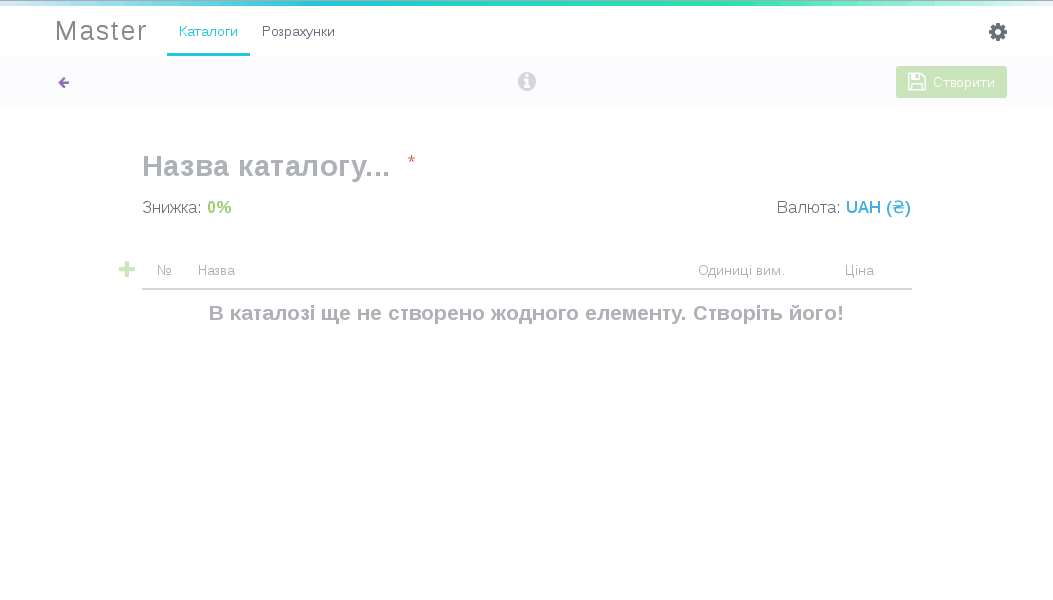 Master Каталоги Розрахунки
Створити
Назва каталогу... *
Знижка: 0% Валюта: UAH (₴)
№ Назва Одиниці вим. Ціна
В каталозі ще не створено жодного елементу. Створіть його!